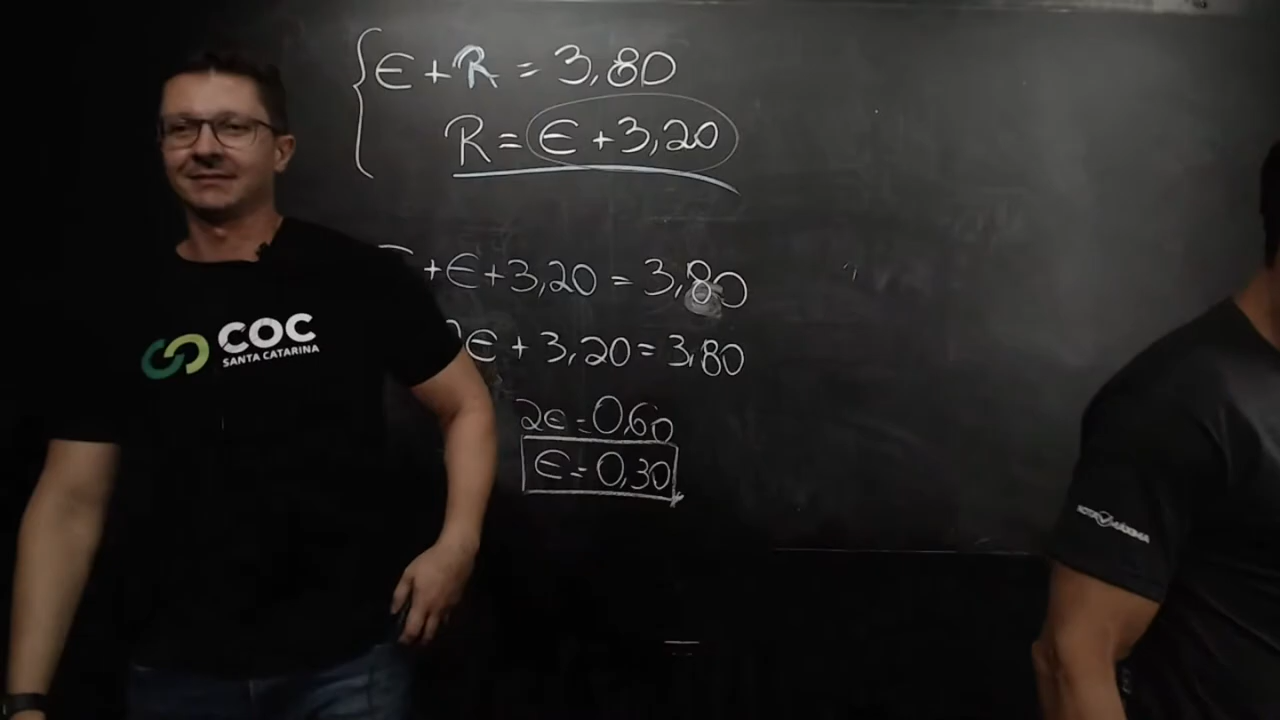 E + R = 3,80
R = E + 3,20
+ E + 3,20 = 3,80
E + 3,20 = 3,80
2E = 0,60
E = 0,30
COC
SANTA CATARINA